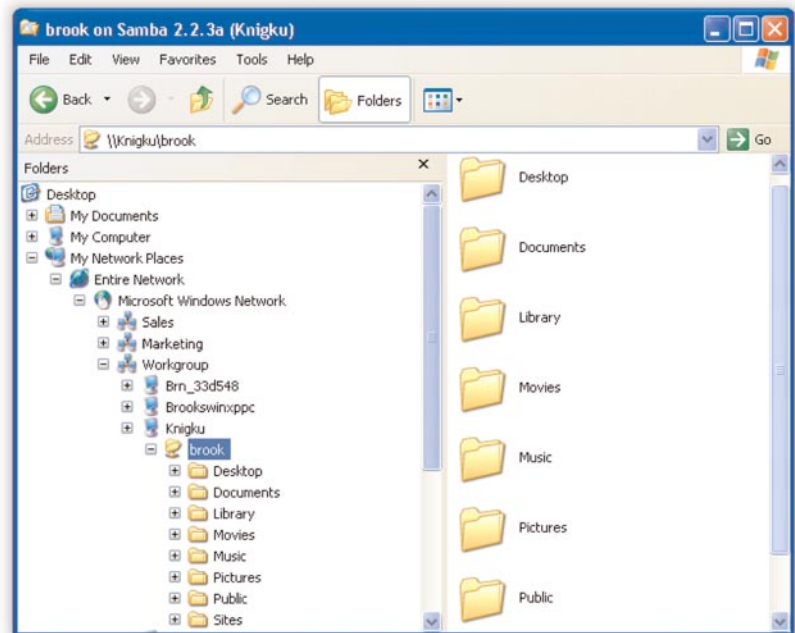 brook on Samba 2.2.3a (Knigku)
File Edit View Favorites Tools Help
Back Search Folders
Address \\Knigku\brook Go
Folders
Desktop
My Documents
My Computer
My Network Places
Entire Network
Microsoft Windows Network
Sales
Marketing
Workgroup
Brn_33d548
Brookswinxppc
Knigku
brook
Desktop
Documents
Library
Movies
Music
Pictures
Public
Sites
Desktop
Documents
Library
Movies
Music
Pictures
Public